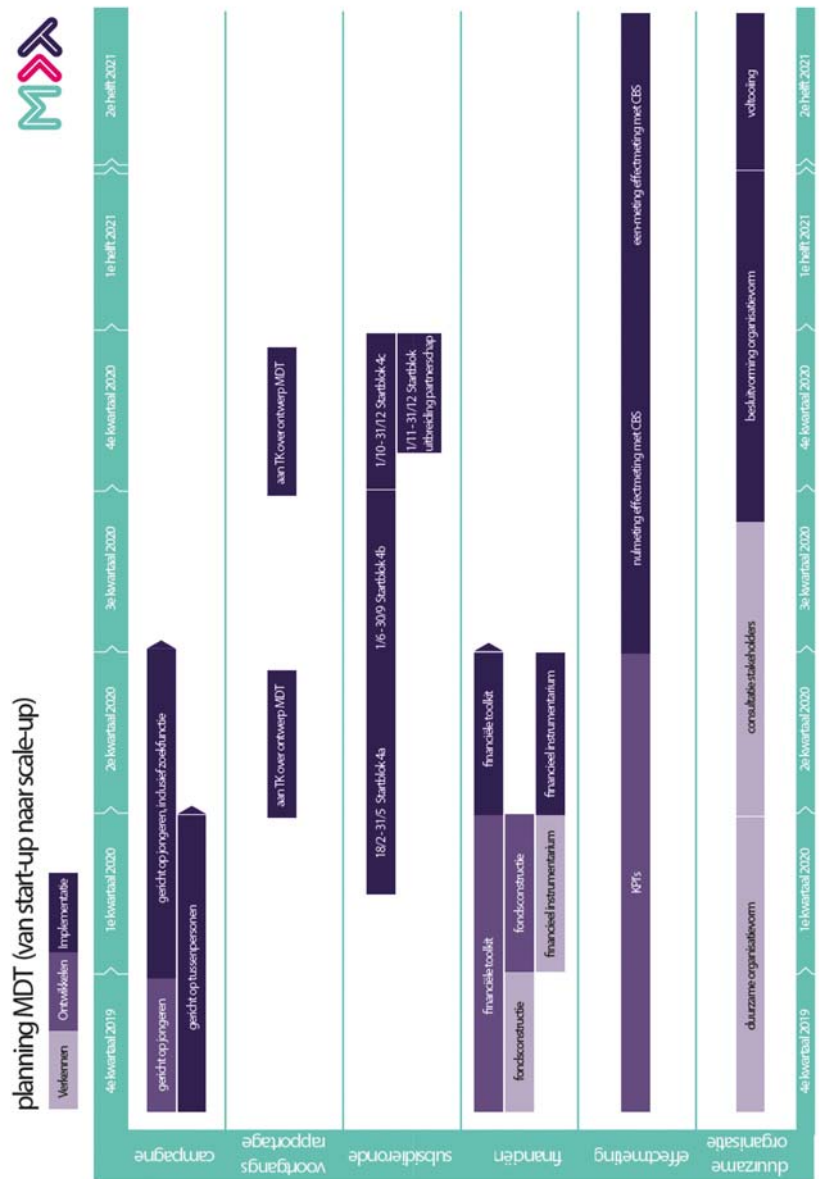 planning MDT (van start-up naar scale-up)
MDT
Verkennen
Ontwikkelen
Implementatie
4e kwartaal 2019
1e kwartaal 2020
2e kwartaal 2020
3e kwartaal 2020
4e kwartaal 2020
1e helft 2021
2e helft 2021
campagne
gericht op jongeren
gericht op jongeren, inclusief zoekfunctie
gericht op tussenpersonen
voortgangs
rapportage
aan TK over ontwerp MDT
aan TK over ontwerp MDT
subsidieronde
18/2 - 31/5 Startblok 4a
1/6 - 30/9 Startblok 4b
1/10 - 31/12 Startblok 4c
1/11 - 31/12 Startblok
uitbreiding partnerschap
financiën
financiële toolkit
financiële toolkit
fondsconstructie
fondsconstructie
financieel instrumentarium
financieel instrumentarium
effectmeting
KPI's
nulmeting effectmeting met CBS
een-meting effectmeting met CBS
duurzame
organisatie
duurzame organisatievorm
consultatie stakeholders
besluitvorming organisatievorm
voltooiing
4e kwartaal 2019
1e kwartaal 2020
2e kwartaal 2020
3e kwartaal 2020
4e kwartaal 2020
1e helft 2021
2e helft 2021